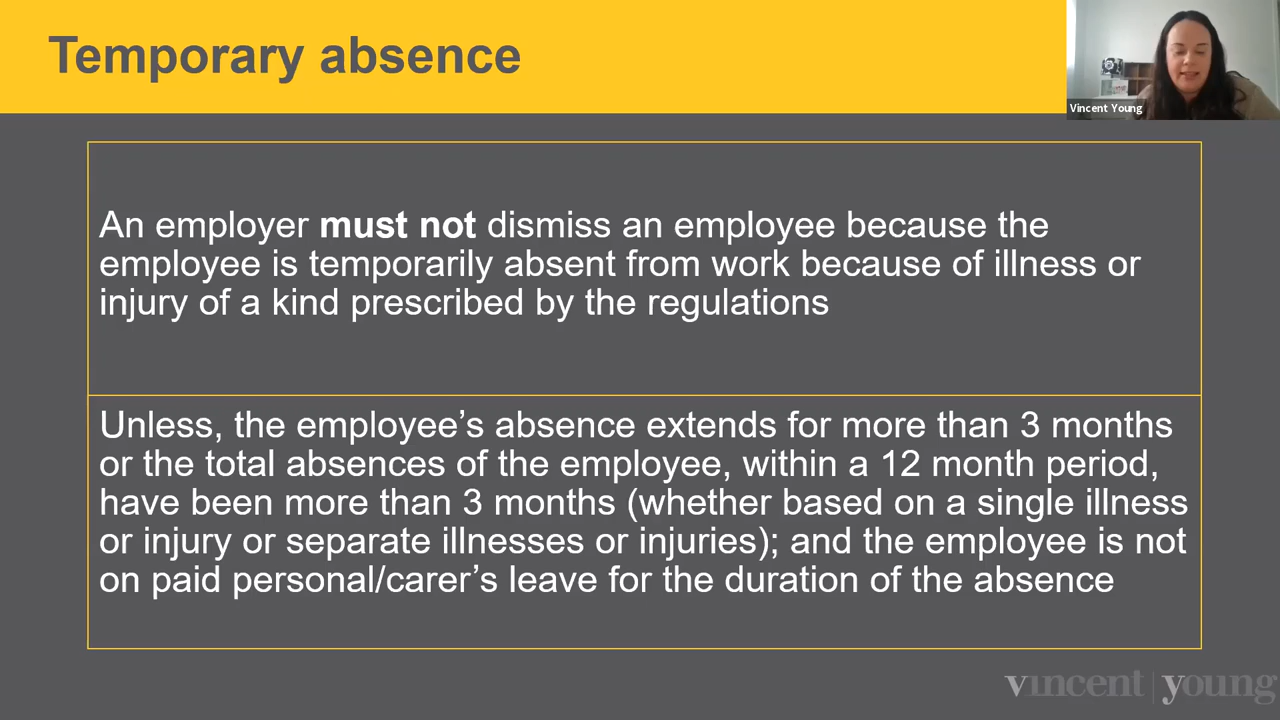 Temporary absence
Vincent Young
An employer must not dismiss an employee because the
employee is temporarily absent from work because of illness or
injury of a kind prescribed by the regulations
Unless, the employee’s absence extends for more than 3 months
or the total absences of the employee, within a 12 month period,
have been more than 3 months (whether based on a single illness
or injury or separate illnesses or injuries); and the employee is not
on paid personal/carer’s leave for the duration of the absence
vincent | young